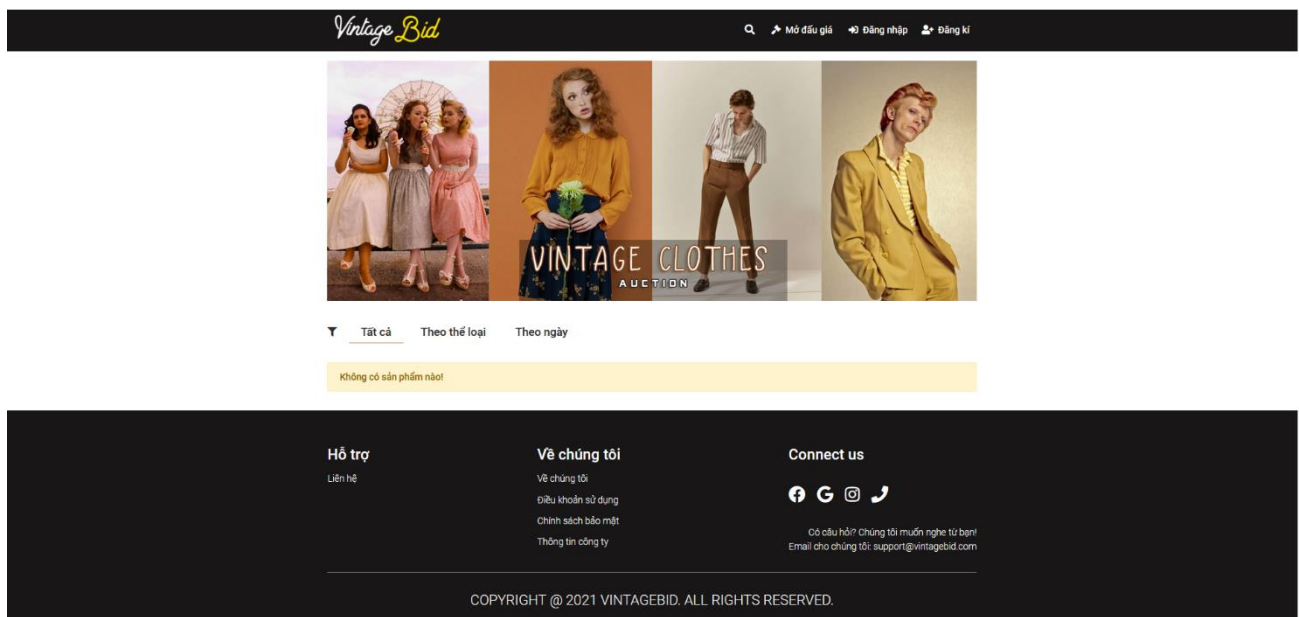 Vintage Bid
Mở đấu giá Đăng nhập Đăng kí
VINTAGE CLOTHES
AUCTION
Tất cả Theo thể loại Theo ngày
Không có sản phẩm nào!
Hỗ trợ
Liên hệ
Về chúng tôi
Về chúng tôi
Điều khoản sử dụng
Chính sách bảo mật
Thông tin công ty
Connect us
Có câu hỏi? Chúng tôi muốn nghe từ bạn!
Email cho chúng tôi: support@vintagebid.com
COPYRIGHT @ 2021 VINTAGEBID. ALL RIGHTS RESERVED.